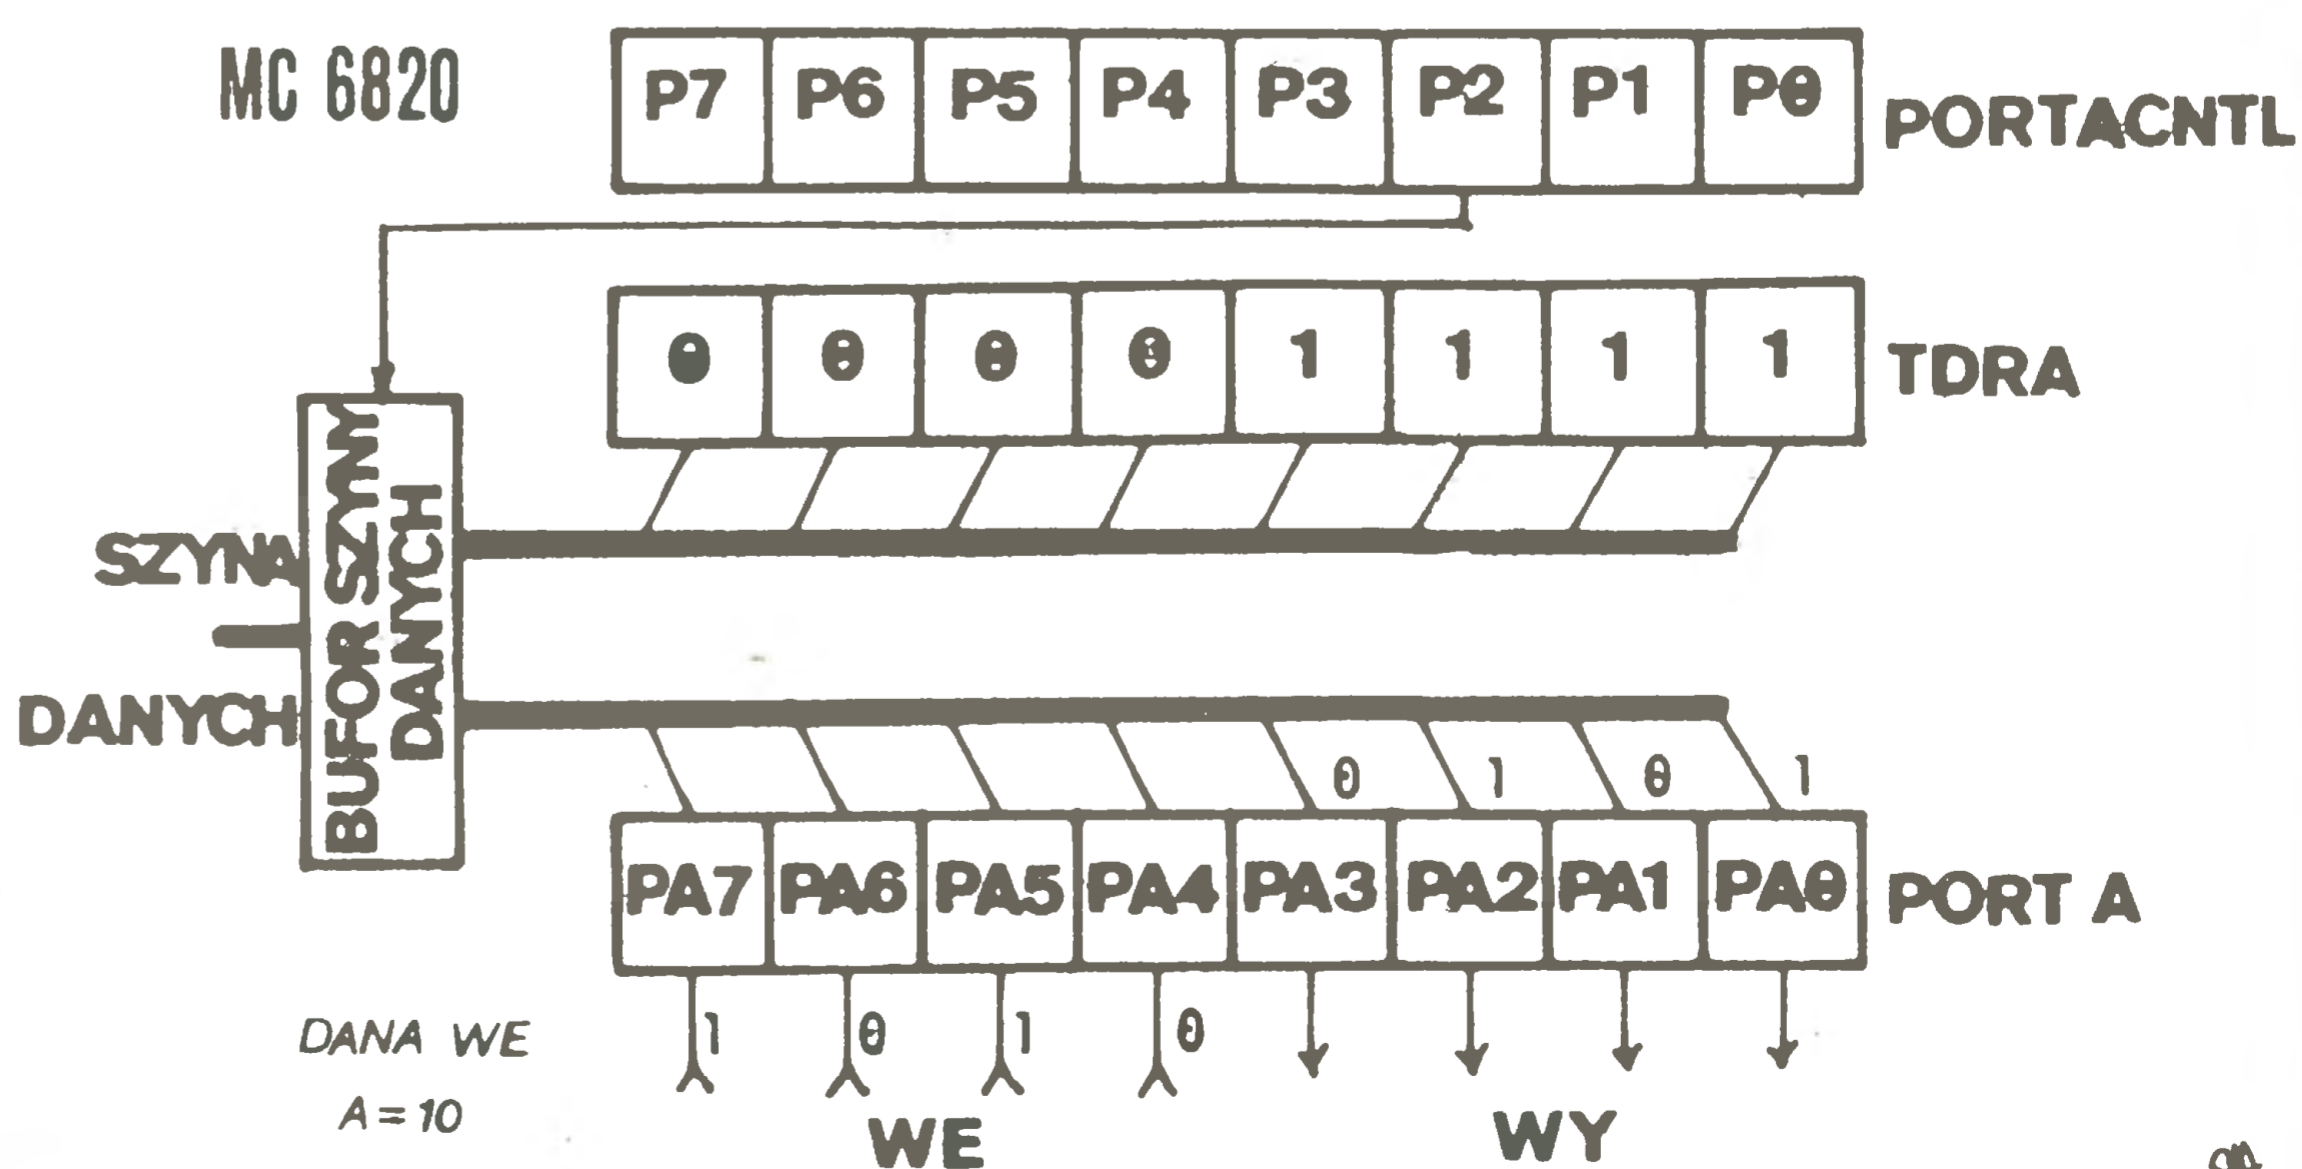 MC 6820
P7 P6 P5 P4 P3 P2 P1 P0 PORTACNTL
0 0 0 0 1 1 1 1 TDRA
BUFOR SZYNY
DANYCH
SZYNA
DANYCH
0 1 0 1
PA7 PA6 PA5 PA4 PA3 PA2 PA1 PA0 PORT A
1 0 1 0
DANA WE
A = 10
WE WY